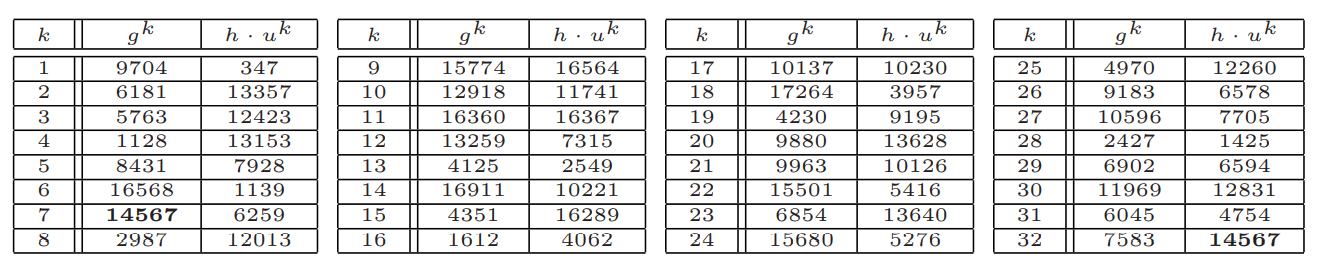 k g^k h · u^k k g^k h · u^k k g^k h · u^k k g^k h · u^k
1 9704 347 9 15774 16564 17 10137 10230 25 4970 12260
2 6181 13357 10 12918 11741 18 17264 3957 26 9183 6578
3 5763 12423 11 16360 16367 19 4230 9195 27 10596 7705
4 1128 13153 12 13259 7315 20 9880 13628 28 2427 1425
5 8431 7928 13 4125 2549 21 9963 10126 29 6902 6594
6 16568 1139 14 16911 10221 22 15501 5416 30 11969 12831
7 14567 6259 15 4351 16289 23 6854 13640 31 6045 4754
8 2987 12013 16 1612 4062 24 15680 5276 32 7583 14567